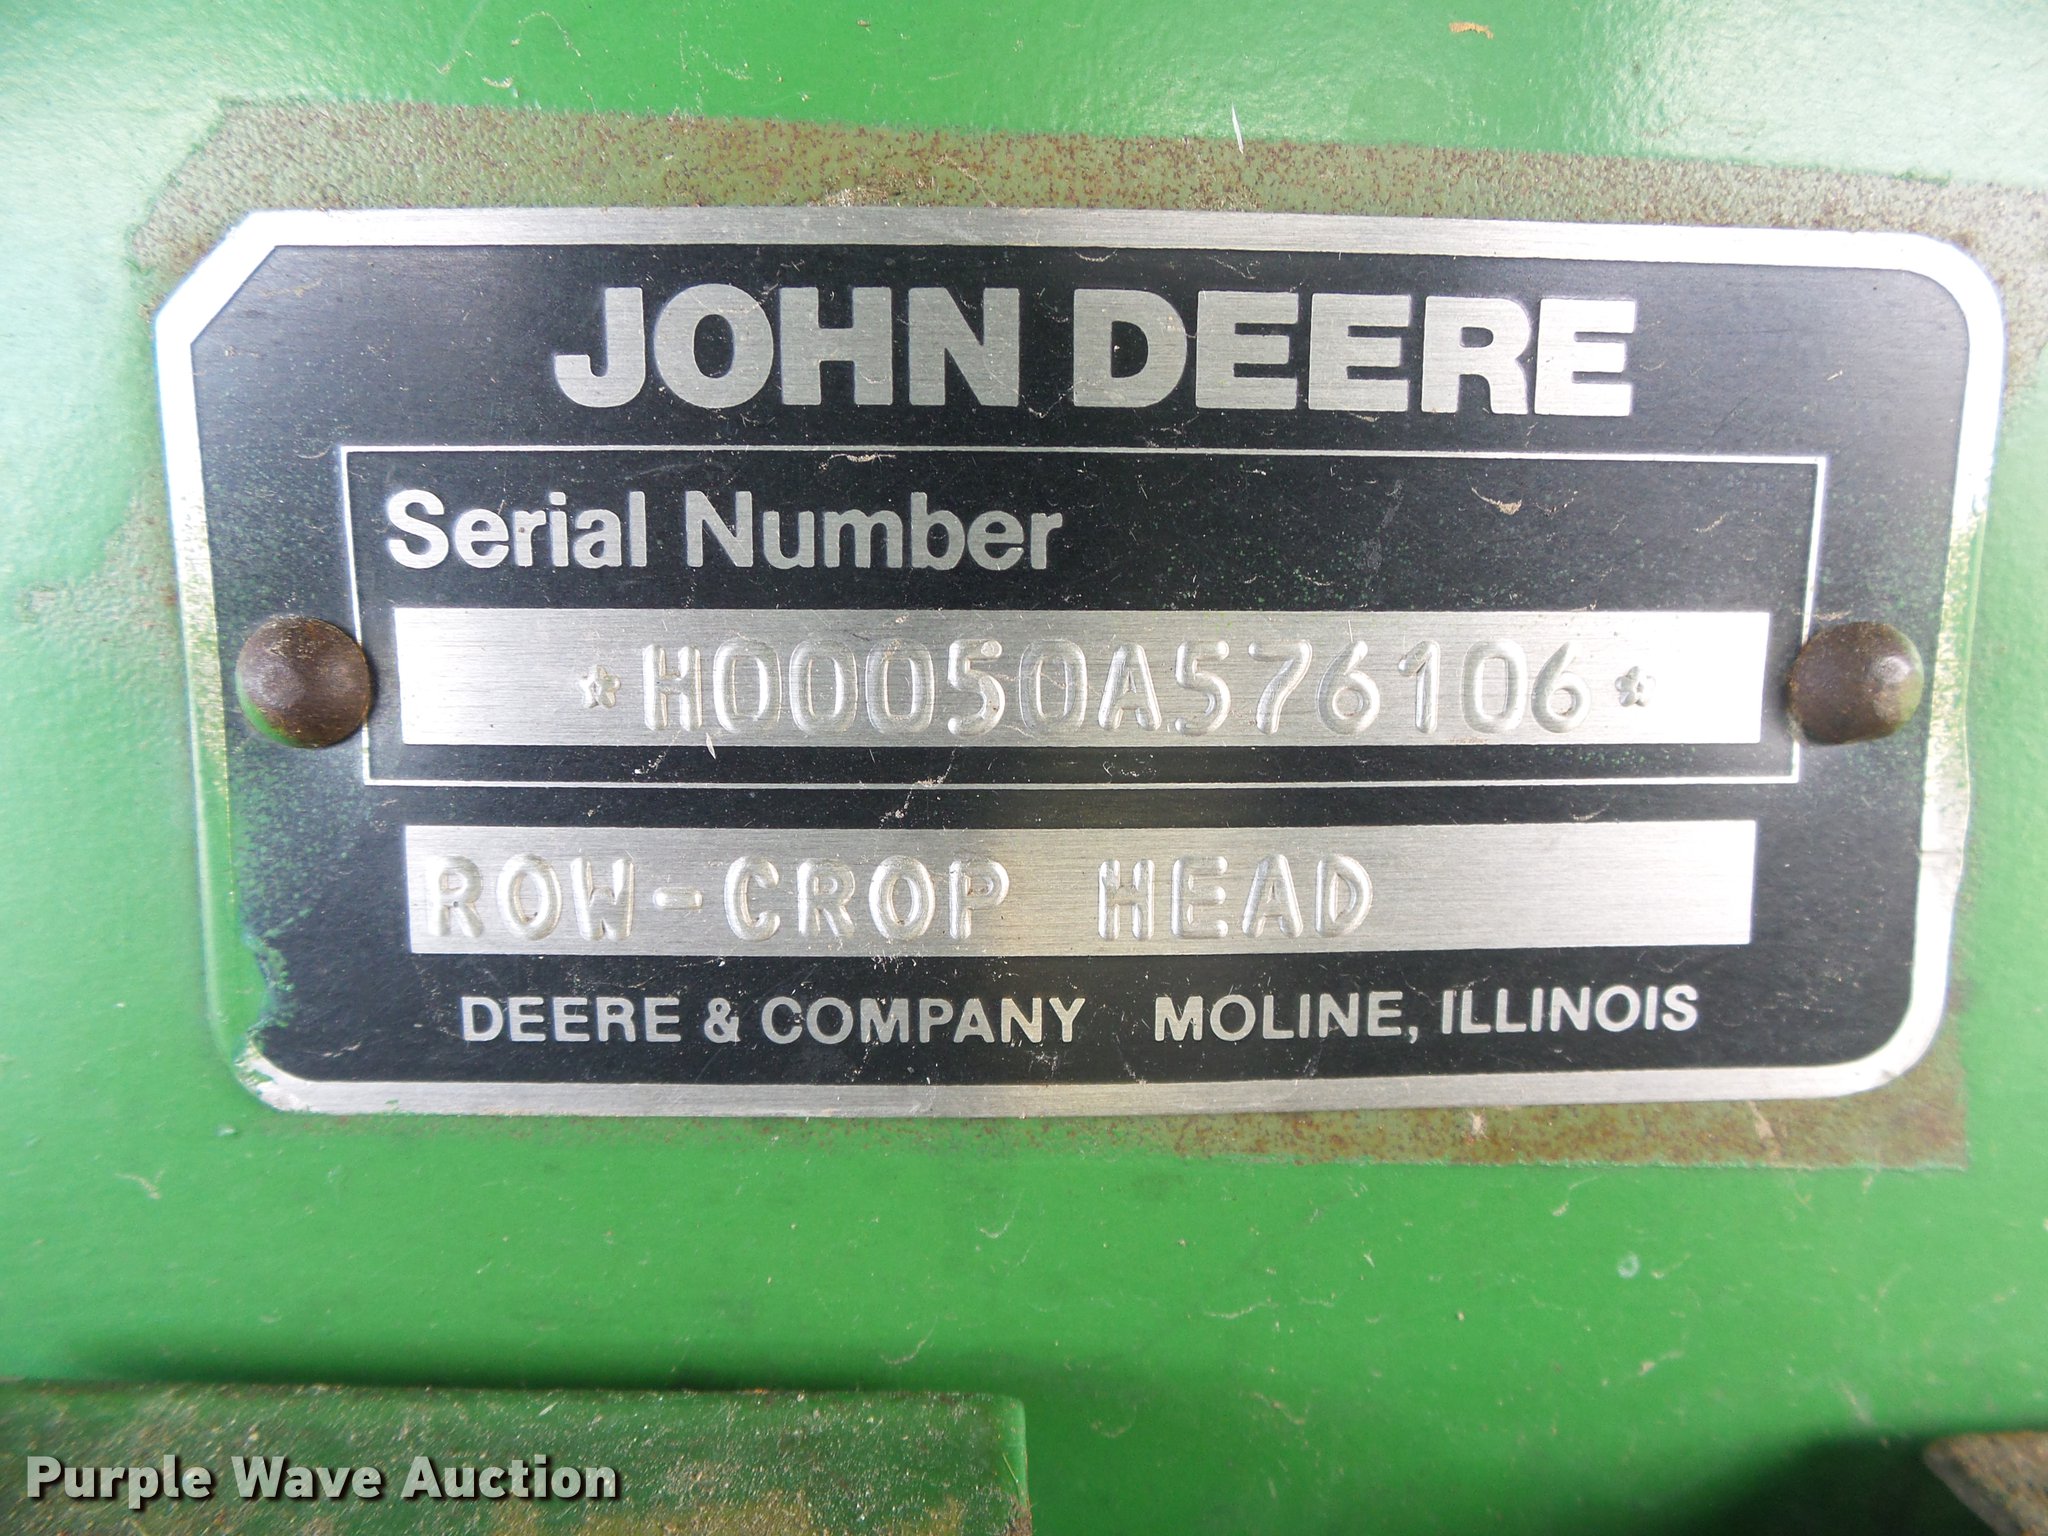 JOHN DEERE
Serial Number
*H00050A576106*
ROW-CROP HEAD
DEERE & COMPANY MOLINE, ILLINOIS
Purple Wave Auction